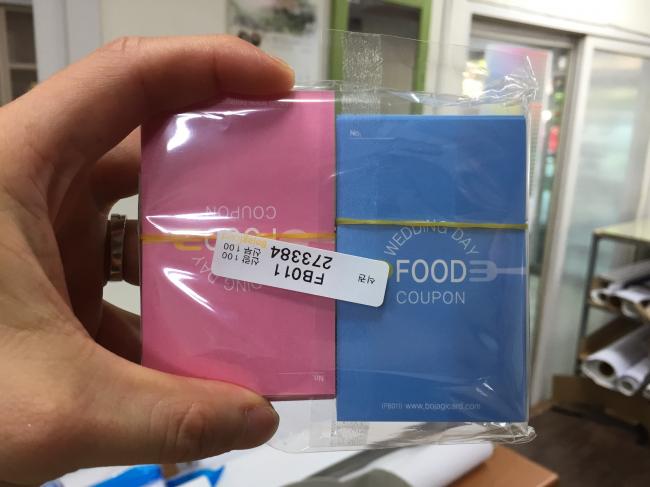 No.
COUPON
식권
FB011
273384
신랑 100
신부 100
No.
WEDDING DAY
FOOD
COUPON
(FB011) www.bojagicard.com